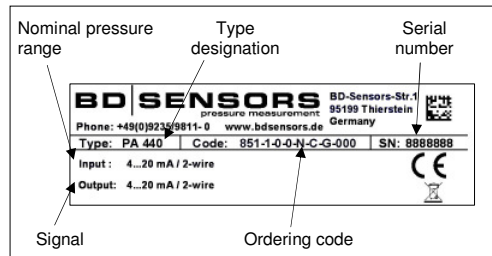 Nominal pressure range
Type designation
Serial number
BD SENSORS
pressure measurement
BD-Sensors-Str.1
95199 Thierstein
Germany
Phone: +49(0)9235/9811- 0 www.bdsensors.de
Type: PA 440 Code: 851-1-0-0-N-C-G-000 SN: 8888888
Input : 4...20 mA / 2-wire
Output: 4...20 mA / 2-wire
CE
Signal
Ordering code